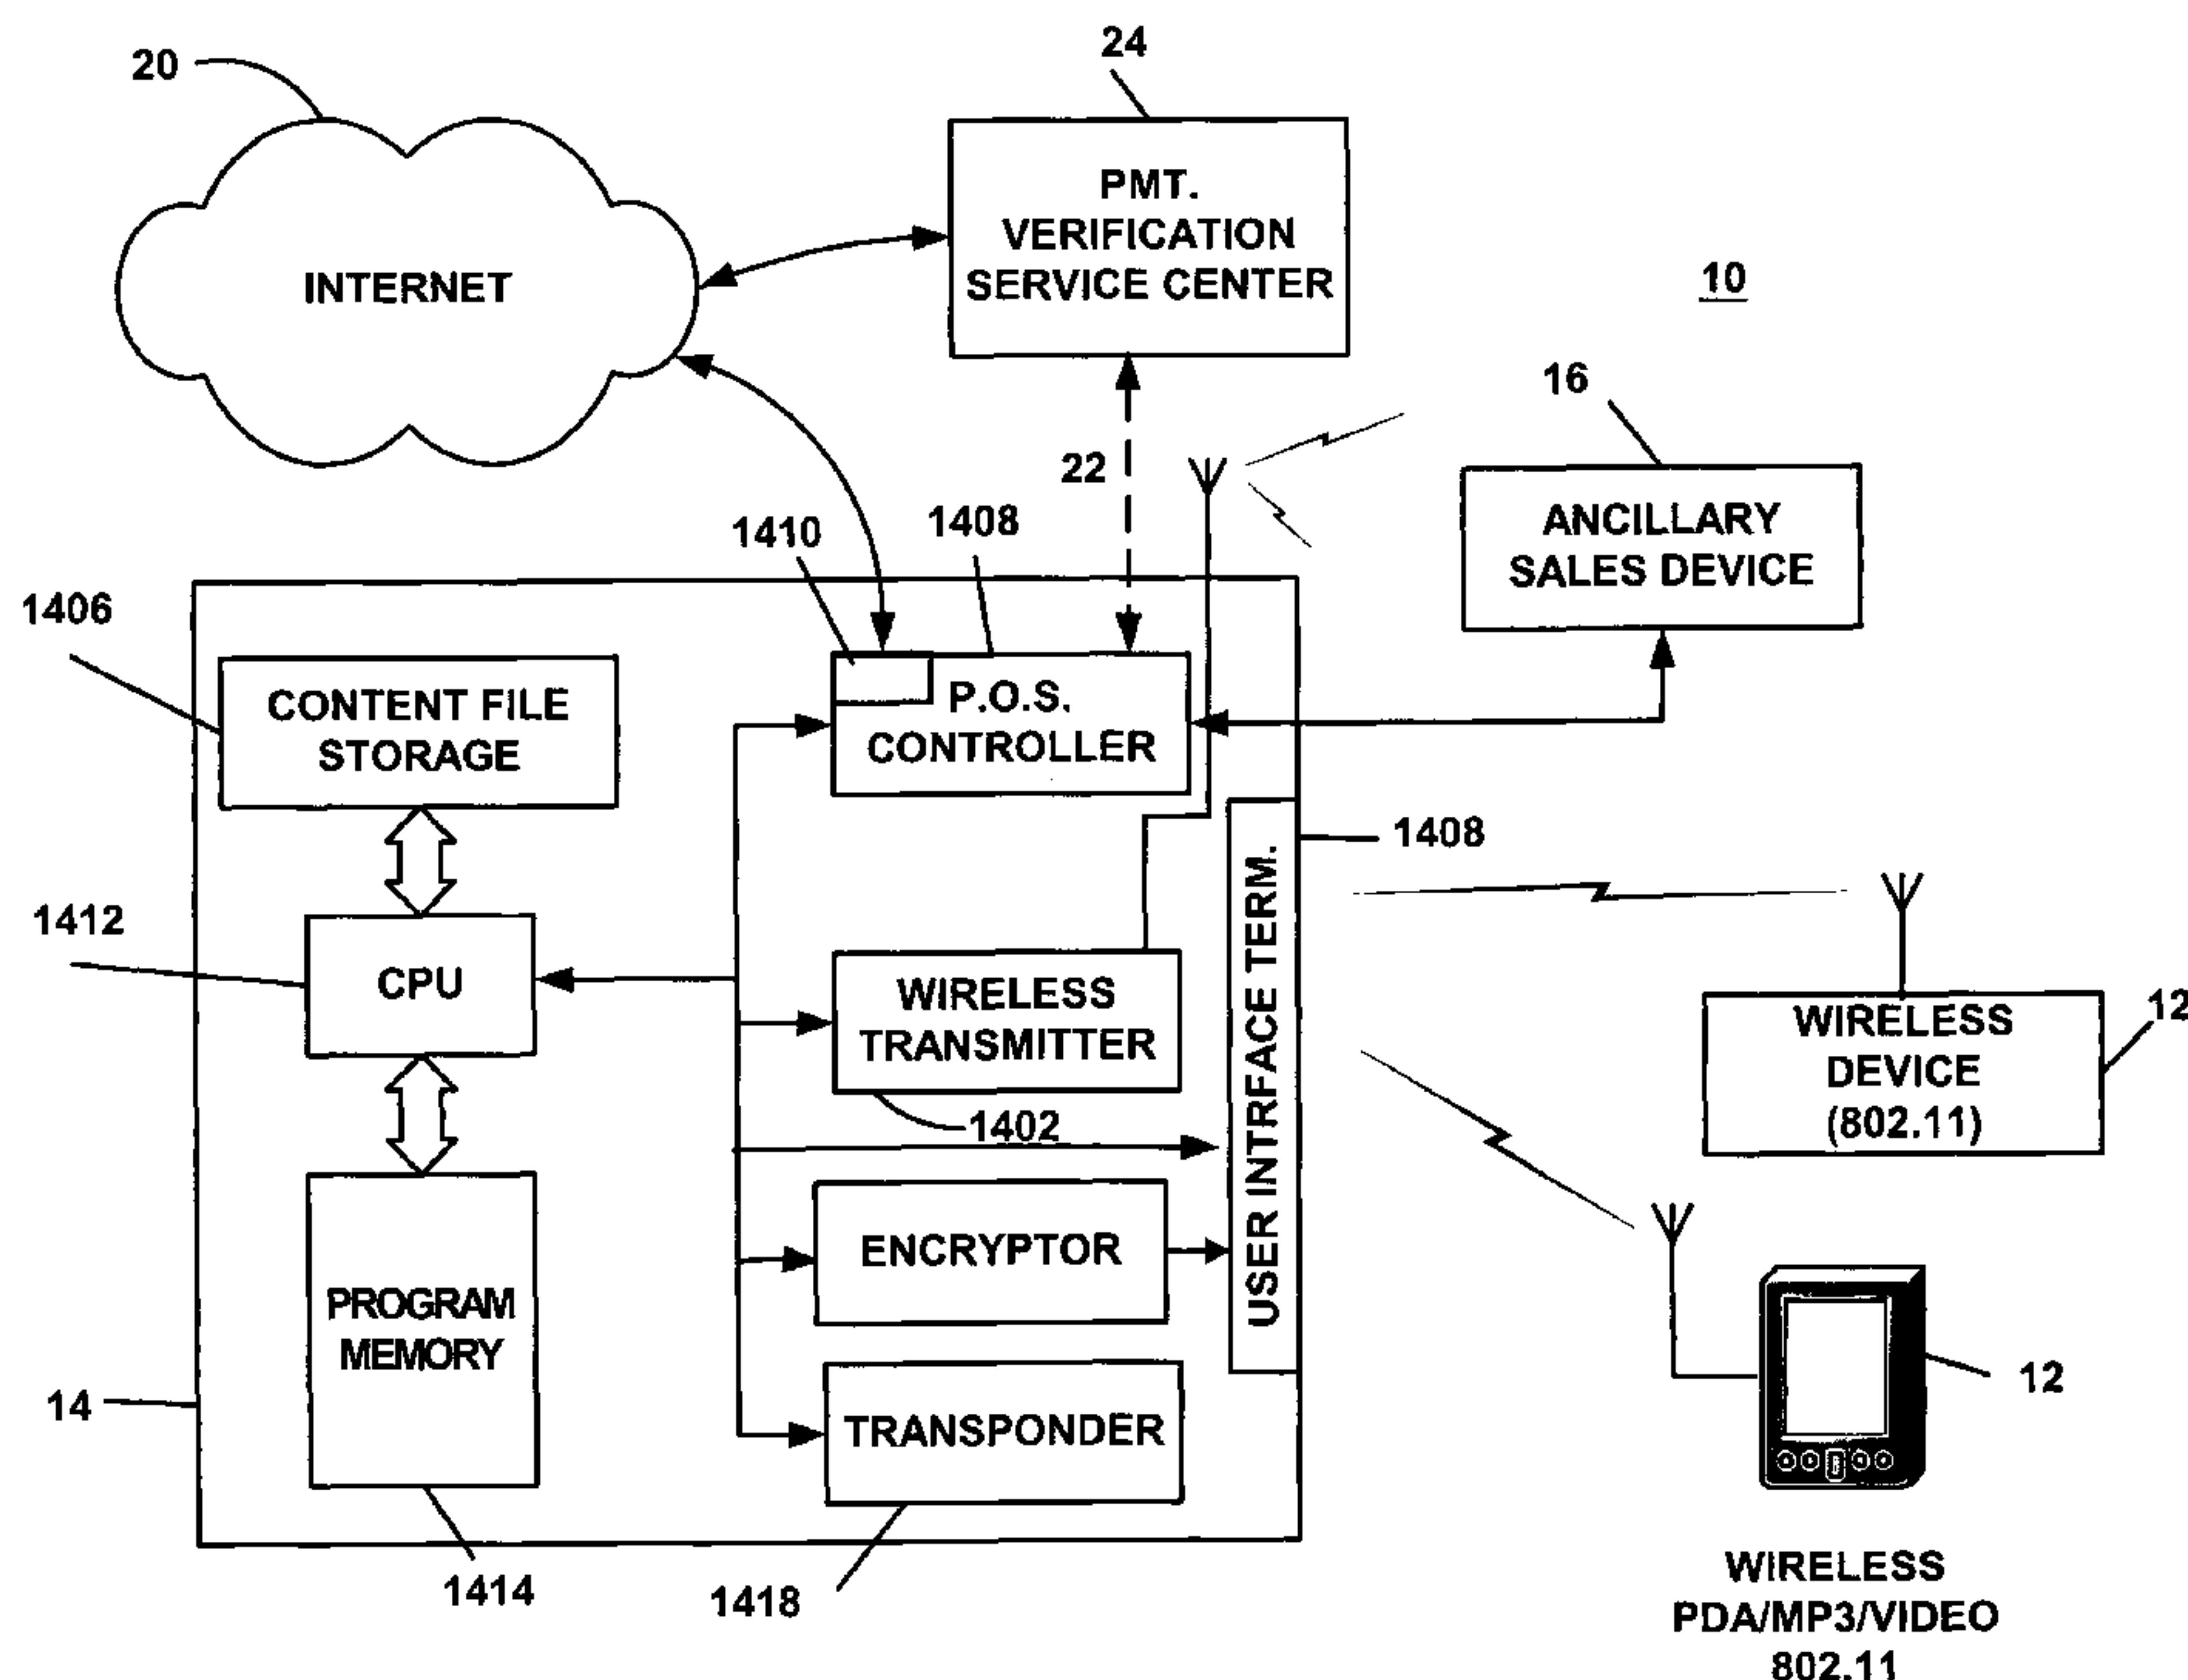 20
24
INTERNET
PMT.
VERIFICATION
SERVICE CENTER
10
16
22
ANCILLARY
SALES DEVICE
1410
1408
1406
CONTENT FILE
STORAGE
P.O.S.
CONTROLLER
1408
1412
CPU
WIRELESS
TRANSMITTER
1402
USER INTRFACE TERM.
WIRELESS
DEVICE
(802.11)
12
ENCRYPTOR
PROGRAM
MEMORY
14
TRANSPONDER
12
1414
1418
WIRELESS
PDA/MP3/VIDEO
802.11